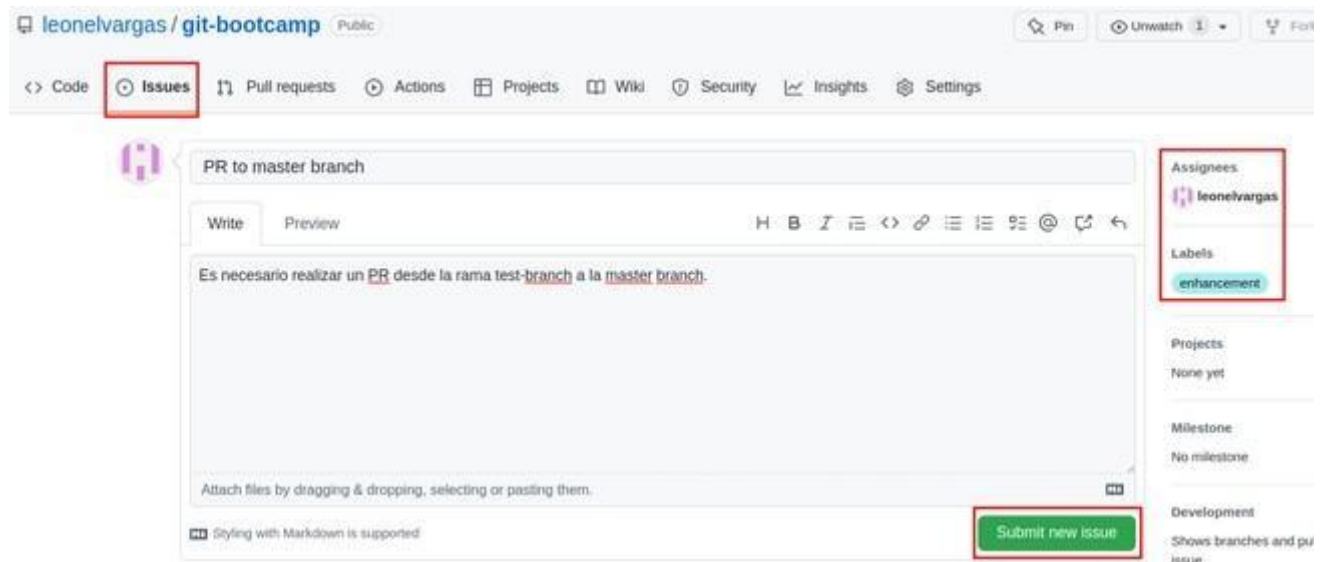 leonelvargas / git-bootcamp Public
Pin Unwatch 1
<> Code Issues Pull requests Actions Projects Wiki Security Insights Settings
PR to master branch
Write Preview H B I
Es necesario realizar un PR desde la rama test-branch a la master branch.
Attach files by dragging & dropping, selecting or pasting them.
Styling with Markdown is supported
Submit new issue
Assignees
leonelvargas
Labels
enhancement
Projects
None yet
Milestone
No milestone
Development
Shows branches and pu
issue